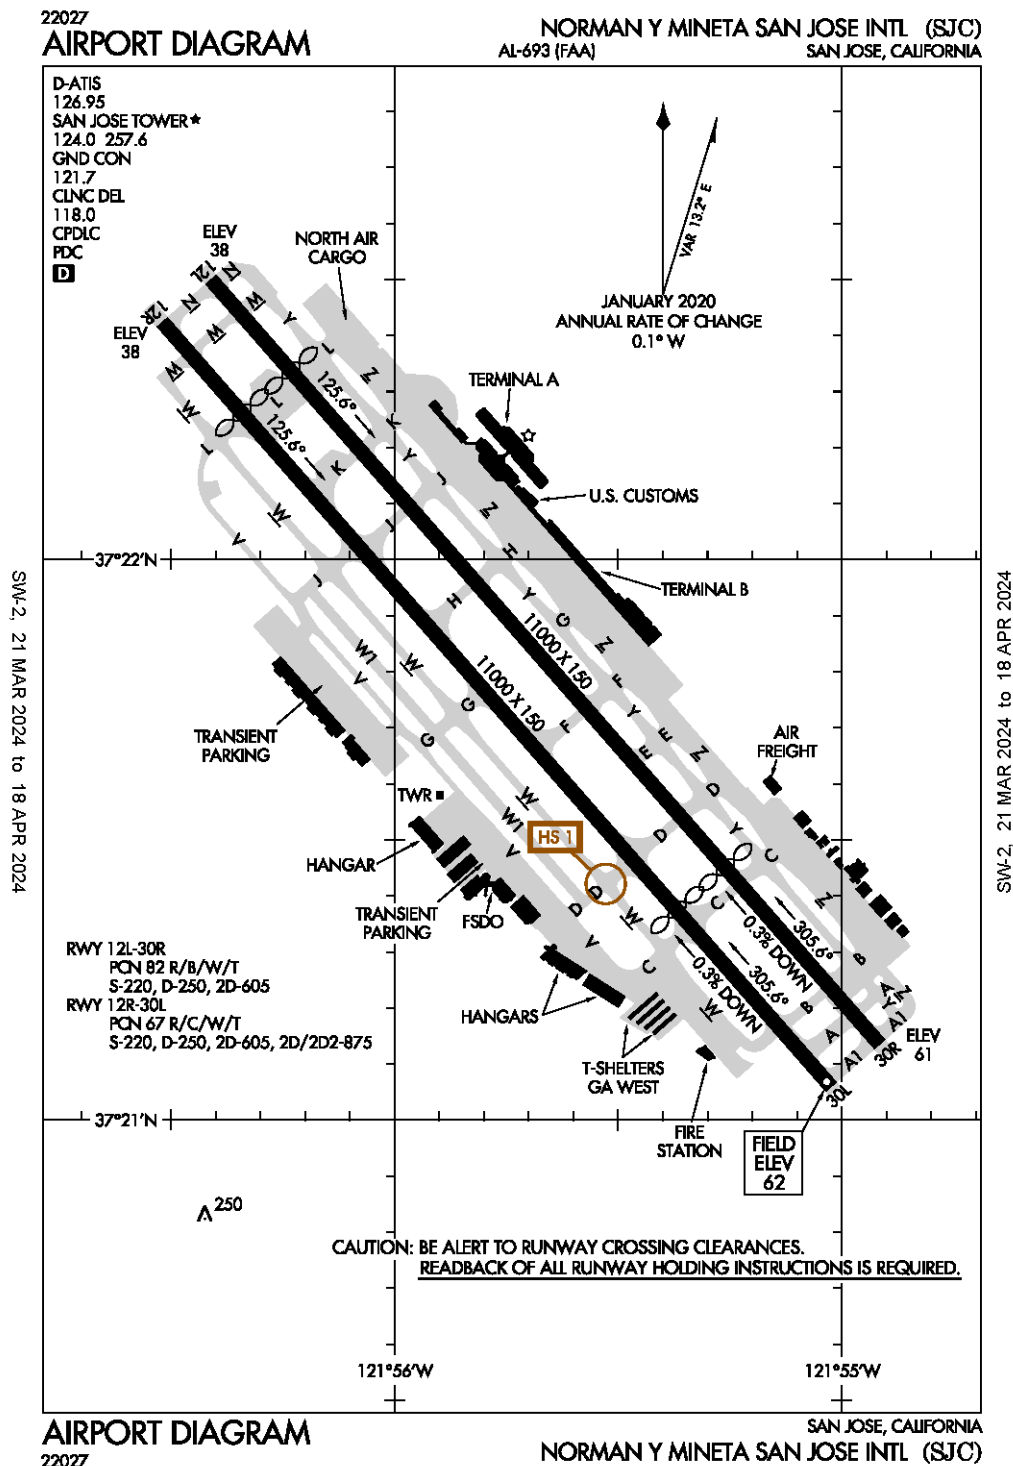 22027
AIRPORT DIAGRAM
NORMAN Y MINETA SAN JOSE INTL (SJC)
AL-693 (FAA)
SAN JOSE, CALIFORNIA
D-ATIS
126.95
SAN JOSE TOWER★
124.0 257.6
GND CON
121.7
CLNC DEL
118.0
CPDLC
PDC
D
VAR 13.2° E
JANUARY 2020
ANNUAL RATE OF CHANGE
0.1° W
ELEV
38
NORTH AIR
CARGO
12L
N
W
N
W
Y
ELEV
38
12R
W
W
L
L
L
Z
125.6°
125.6°
K
K
Y
J
J
J
Z
H
H
V
W
TERMINAL A
U.S. CUSTOMS
37°22'N
TERMINAL B
Y
G
Z
F
11000 X 150
11000 X 150
W1
V
W
G
G
F
Y
E
E
Z
D
TRANSIENT
PARKING
AIR
FREIGHT
TWR
W
W1
V
HS 1
D
Y
C
HANGAR
D
D
W
V
C
C
Z
TRANSIENT
PARKING
FSDO
0.3% DOWN
305.6°
0.3% DOWN
305.6°
B
B
RWY 12L-30R
PCN 82 R/B/W/T
S-220, D-250, 2D-605
RWY 12R-30L
PCN 67 R/C/W/T
S-220, D-250, 2D-605, 2D/2D2-875
HANGARS
W
A
Z
Y
A1
A
A1
30R
ELEV
61
30L
T-SHELTERS
GA WEST
37°21'N
FIRE
STATION
FIELD
ELEV
62
250
CAUTION: BE ALERT TO RUNWAY CROSSING CLEARANCES.
READBACK OF ALL RUNWAY HOLDING INSTRUCTIONS IS REQUIRED.
121°56'W
121°55'W
SW-2, 21 MAR 2024 to 18 APR 2024
SW-2, 21 MAR 2024 to 18 APR 2024
AIRPORT DIAGRAM
22027
SAN JOSE, CALIFORNIA
NORMAN Y MINETA SAN JOSE INTL (SJC)